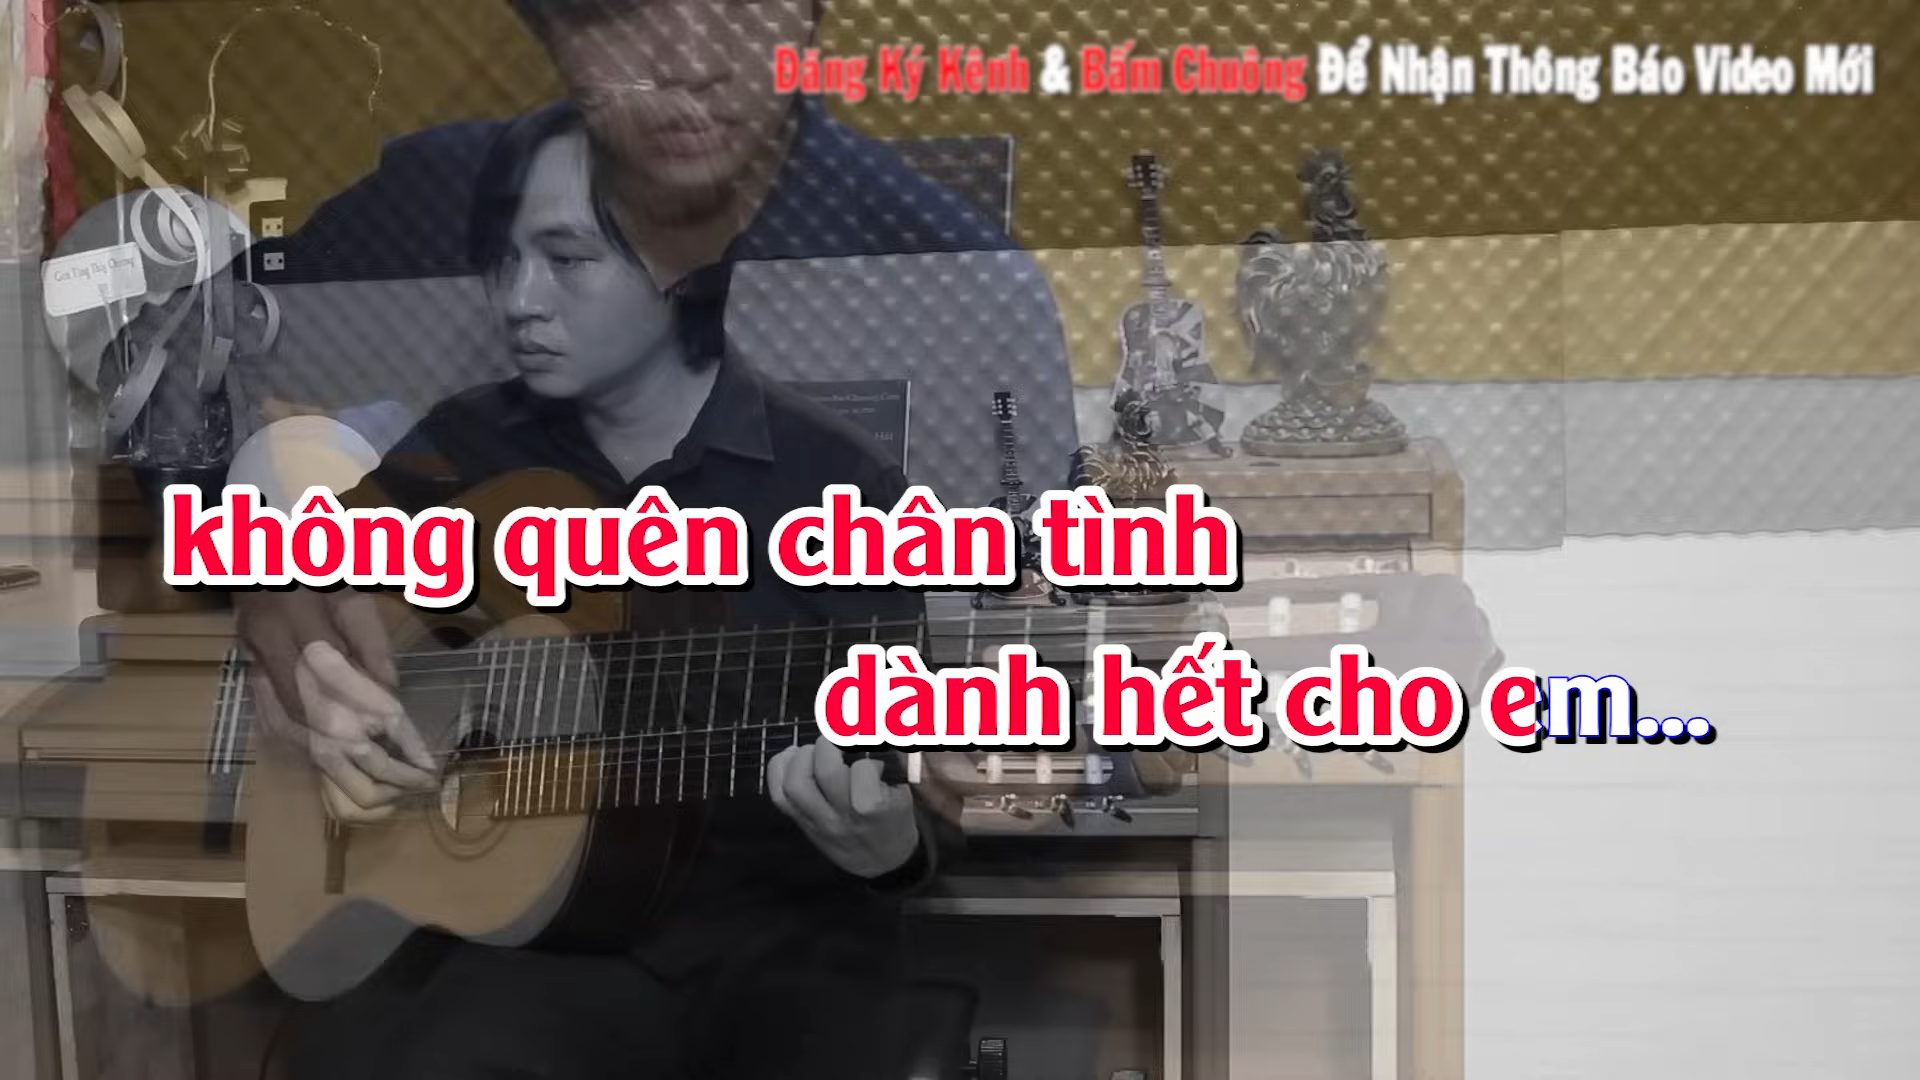 Đăng Ký Kênh & Bấm Chuông Để Nhận Thông Báo Video Mới
không quên chân tình
dành hết cho em...